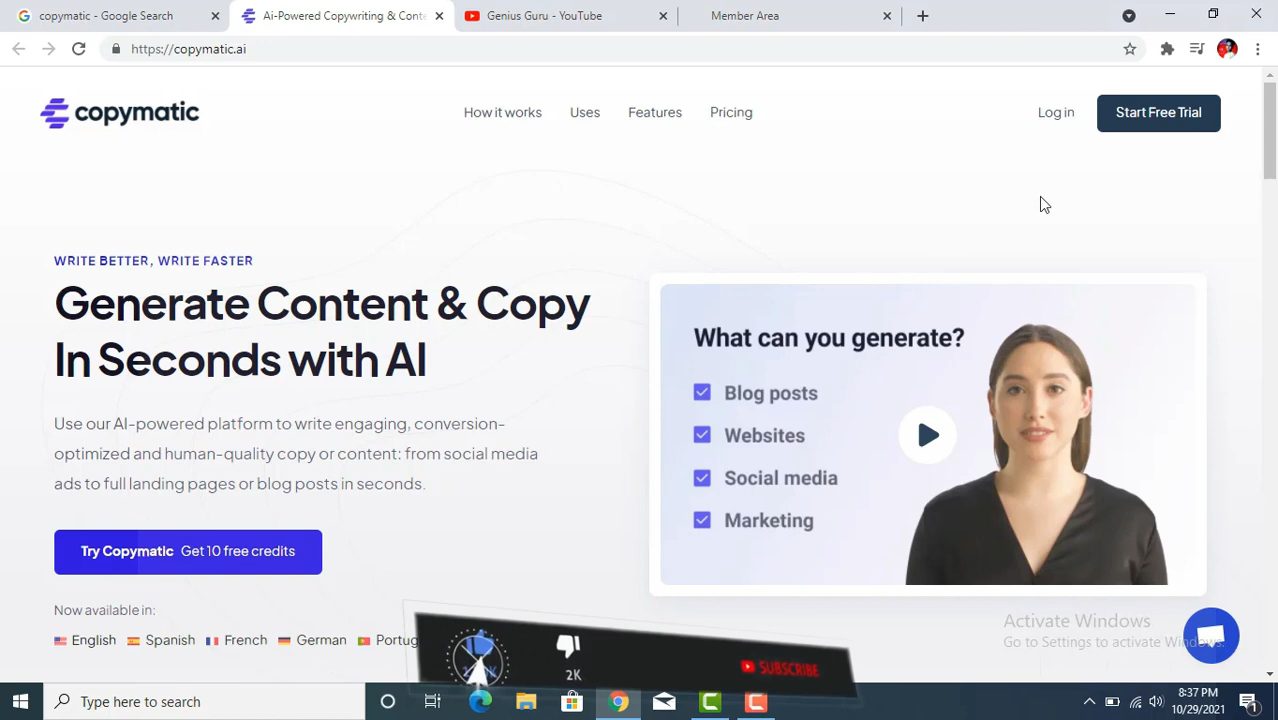 copymatic - Google Search
Ai-Powered Copywriting & Conte
Genius Guru - YouTube
Member Area
https://copymatic.ai
copymatic
How it works
Uses
Features
Pricing
Log in
Start Free Trial
WRITE BETTER, WRITE FASTER
Generate Content & Copy
In Seconds with AI
Use our AI-powered platform to write engaging, conversion-
optimized and human-quality copy or content: from social media
ads to full landing pages or blog posts in seconds.
Try Copymatic Get 10 free credits
Now available in:
English
Spanish
French
German
Portug
What can you generate?
Blog posts
Websites
Social media
Marketing
2K
SUBSCRIBE
Activate Windows
Go to Settings to activate Windows.
Type here to search
8:37 PM
10/29/2021
1